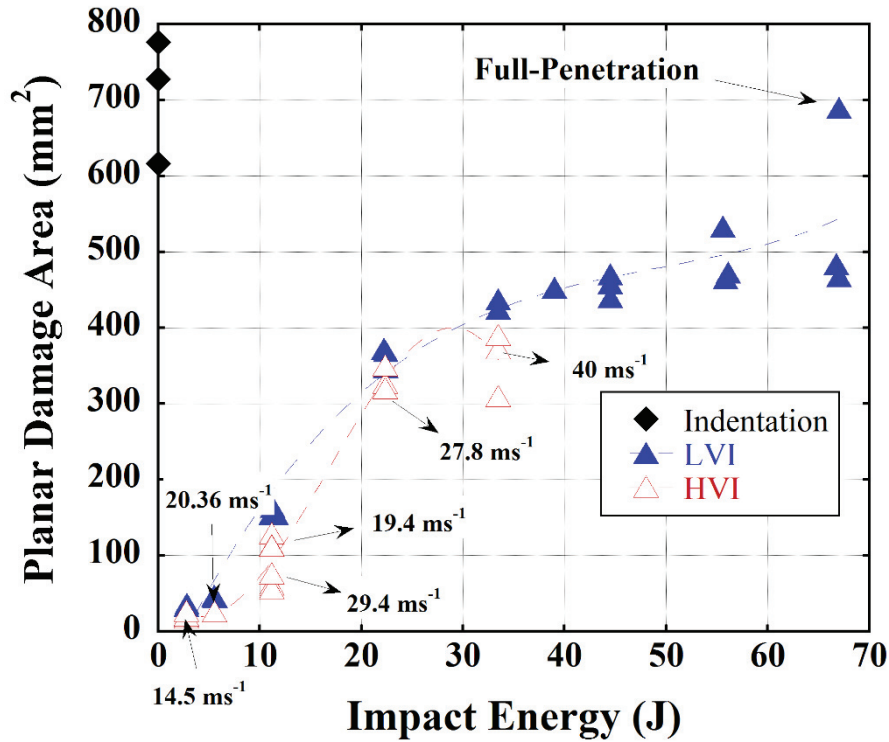 800
700
600
500
400
300
200
100
0
Planar Damage Area (mm²)
Full-Penetration
40 ms⁻¹
27.8 ms⁻¹
20.36 ms⁻¹
19.4 ms⁻¹
29.4 ms⁻¹
14.5 ms⁻¹
Indentation
LVI
HVI
0 10 20 30 40 50 60 70
Impact Energy (J)